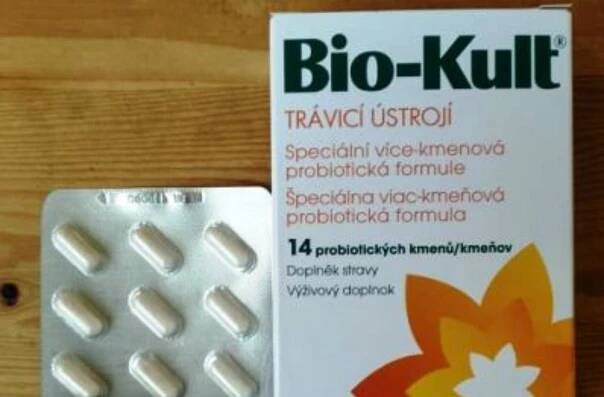 Bio-Kult®
TRÁVICÍ ÚSTROJÍ
Speciální více-kmenová
probiotická formule
Špeciálna viac-kmeňová
probiotická formula
14 probiotických kmenů/kmeňov
Doplněk stravy
Výživový doplnok